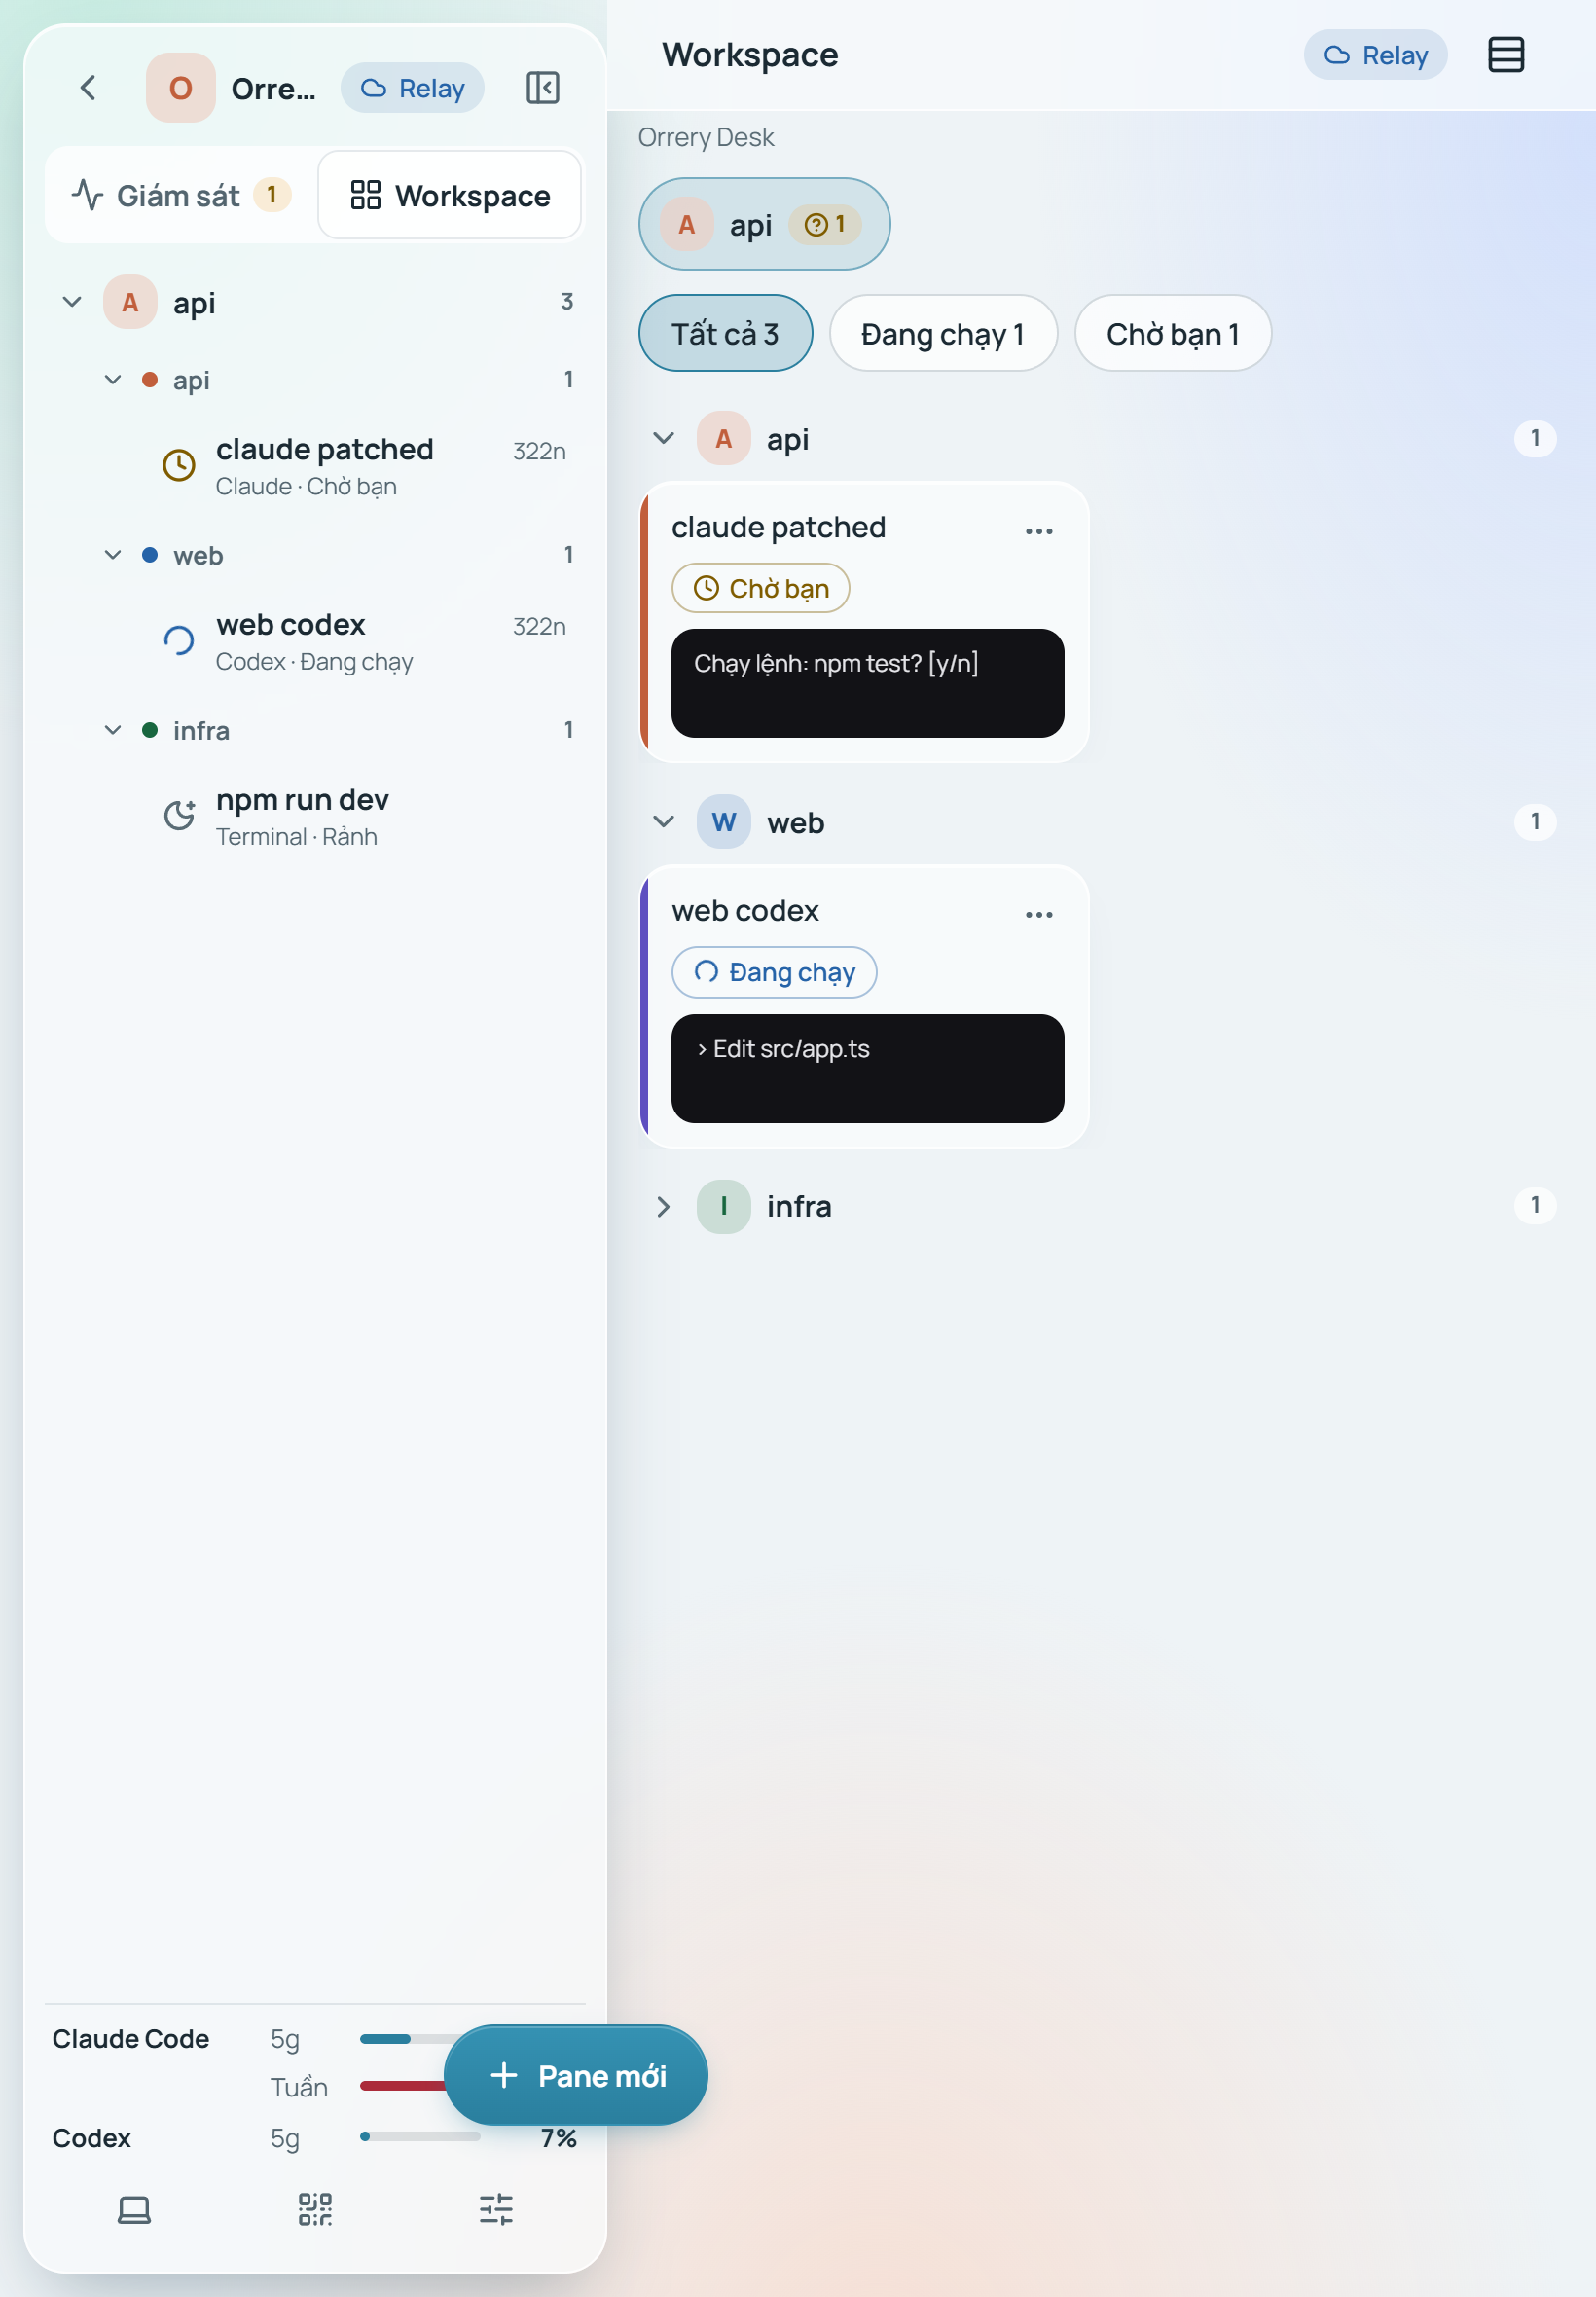 O Orre... Relay
Giám sát 1 Workspace
A api 3
api 1
claude patched 322n
Claude · Chờ bạn
web 1
web codex 322n
Codex · Đang chạy
infra 1
npm run dev
Terminal · Rảnh
Claude Code 5g
Tuần
Codex 5g 7%
Workspace Relay
Orrery Desk
A api 1
Tất cả 3 Đang chạy 1 Chờ bạn 1
A api 1
claude patched
Chờ bạn
Chạy lệnh: npm test? [y/n]
W web 1
web codex
Đang chạy
› Edit src/app.ts
I infra 1
Pane mới